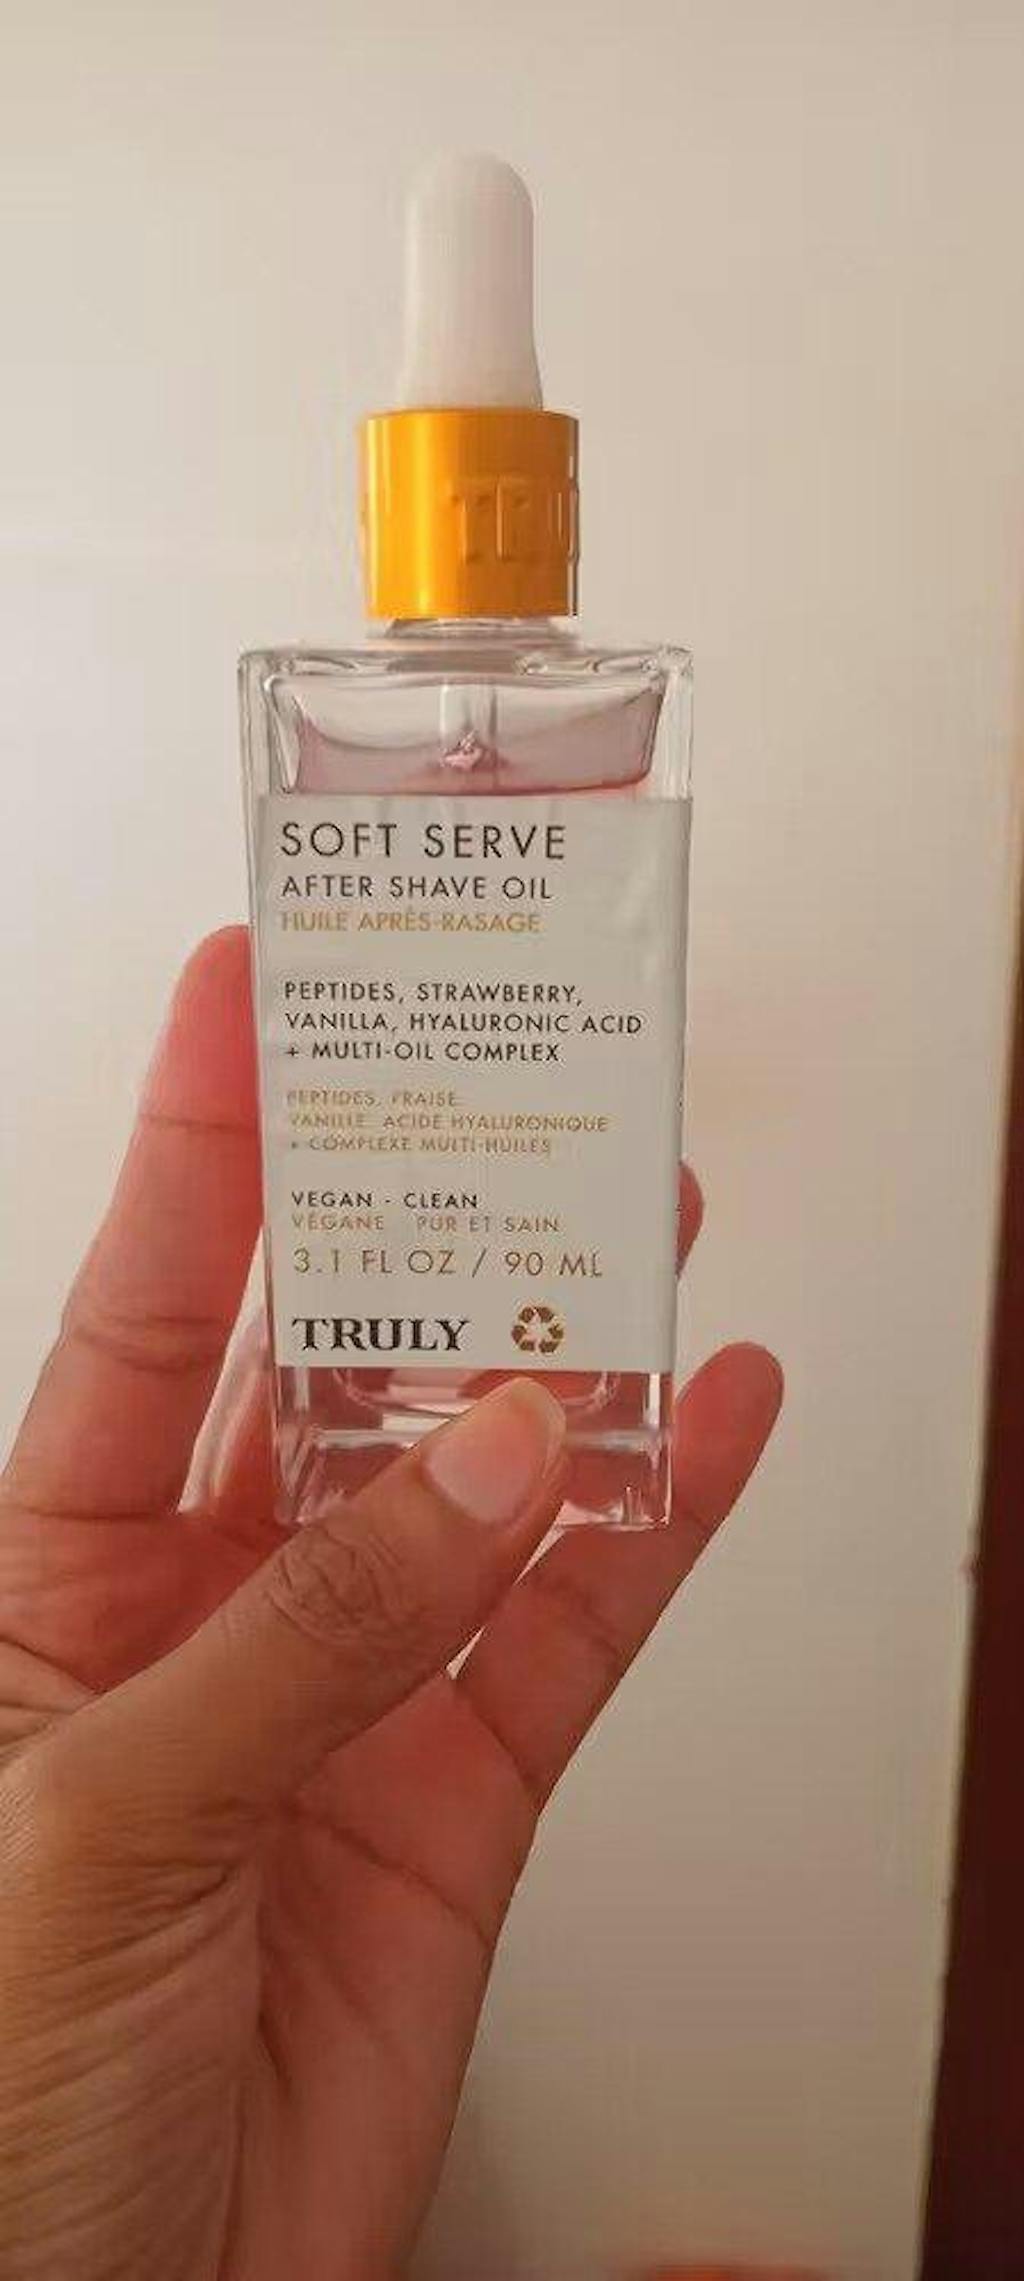 TRU
SOFT SERVE
AFTER SHAVE OIL
HUILE APRÈS-RASAGE
PEPTIDES, STRAWBERRY,
VANILLA, HYALURONIC ACID
+ MULTI-OIL COMPLEX
PEPTIDES, FRAISE,
VANILLE, ACIDE HYALURONIQUE
+ COMPLEXE MULTI-HUILES
VEGAN - CLEAN
VÉGANE PUR ET SAIN
3.1 FL OZ / 90 ML
TRULY